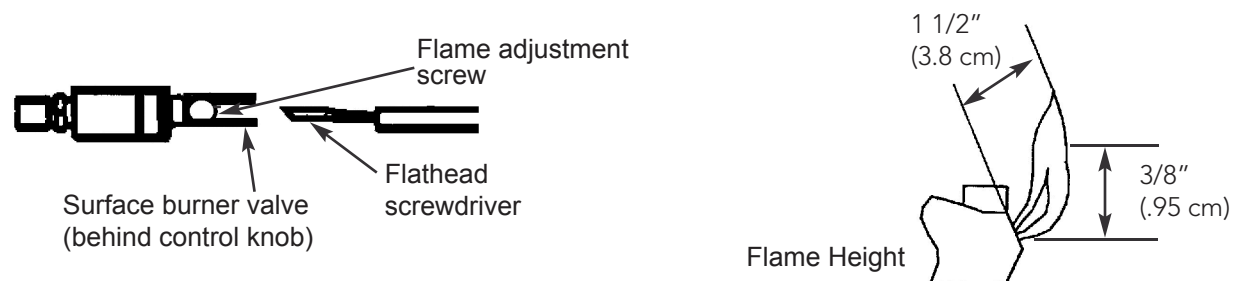 Flame adjustment
screw
Flathead
screwdriver
Surface burner valve
(behind control knob)
1 1/2”
(3.8 cm)
3/8”
(.95 cm)
Flame Height